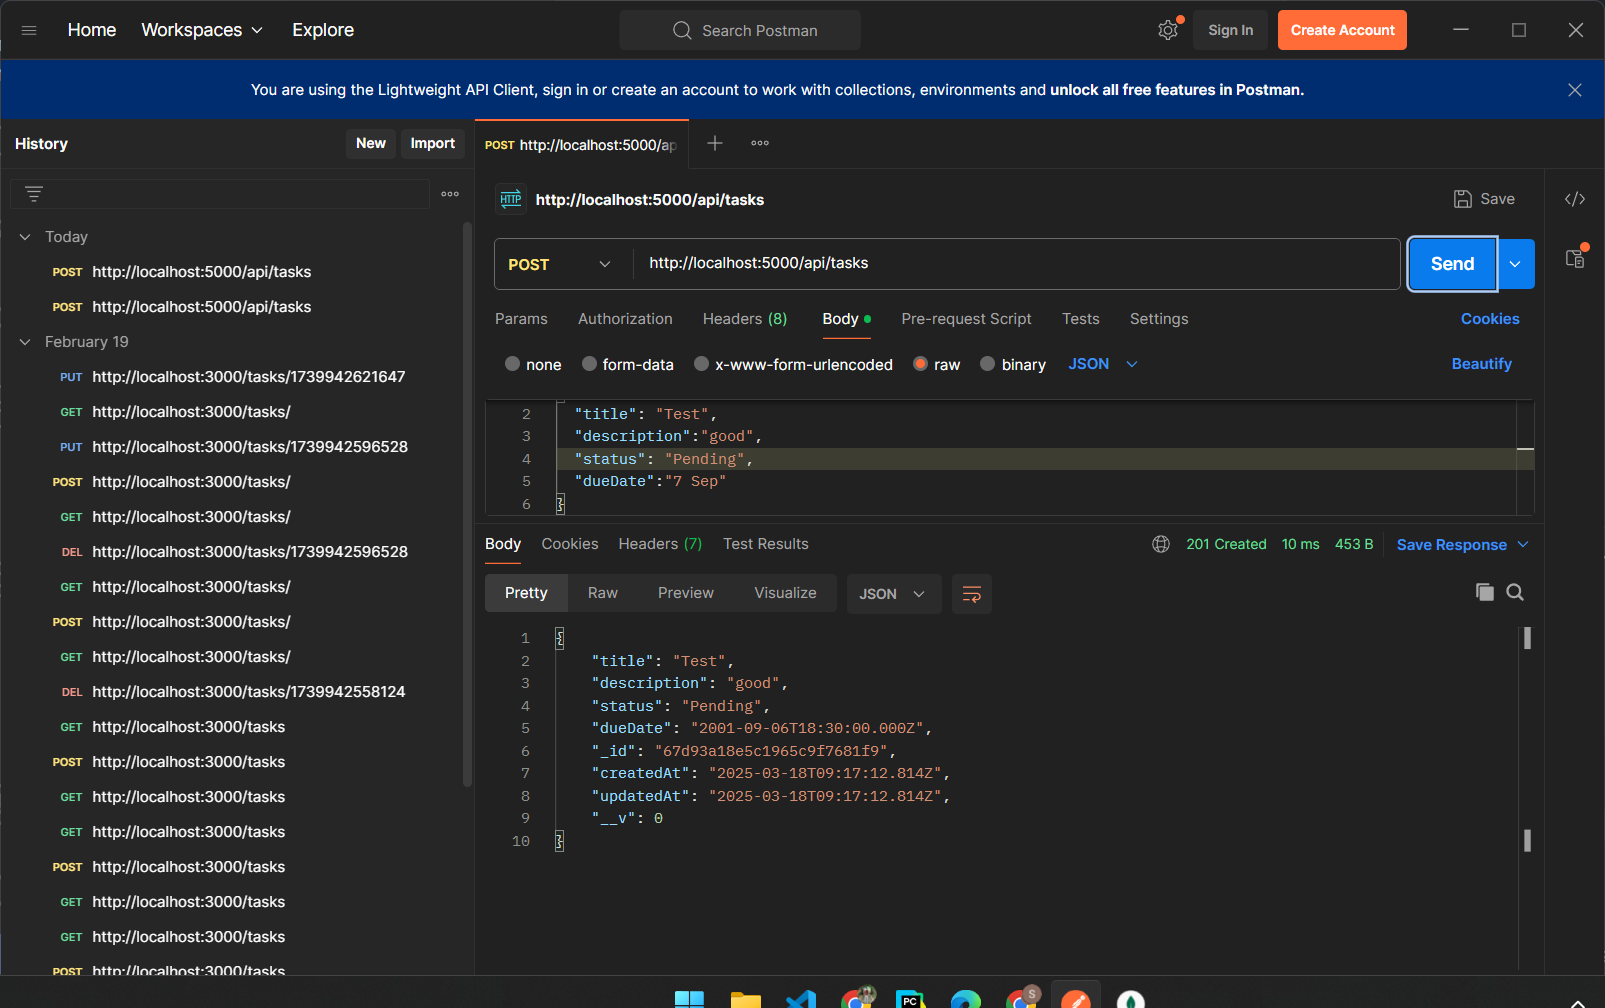 Home Workspaces Explore Search Postman Sign In Create Account
You are using the Lightweight API Client, sign in or create an account to work with collections, environments and unlock all free features in Postman.
History New Import
POST http://localhost:5000/ap
HTTP http://localhost:5000/api/tasks Save
Today
POST http://localhost:5000/api/tasks
POST http://localhost:5000/api/tasks
February 19
PUT http://localhost:3000/tasks/1739942621647
GET http://localhost:3000/tasks/
PUT http://localhost:3000/tasks/1739942596528
POST http://localhost:3000/tasks/
GET http://localhost:3000/tasks/
DEL http://localhost:3000/tasks/1739942596528
GET http://localhost:3000/tasks/
POST http://localhost:3000/tasks/
GET http://localhost:3000/tasks/
DEL http://localhost:3000/tasks/1739942558124
GET http://localhost:3000/tasks
POST http://localhost:3000/tasks
GET http://localhost:3000/tasks
GET http://localhost:3000/tasks
POST http://localhost:3000/tasks
GET http://localhost:3000/tasks
GET http://localhost:3000/tasks
POST http://localhost:3000/tasks
POST http://localhost:5000/api/tasks Send
Params Authorization Headers (8) Body Pre-request Script Tests Settings Cookies
none form-data x-www-form-urlencoded raw binary JSON Beautify
2 "title": "Test",
3 "description":"good",
4 "status": "Pending",
5 "dueDate":"7 Sep"
6 }
Body Cookies Headers (7) Test Results 201 Created 10 ms 453 B Save Response
Pretty Raw Preview Visualize JSON
1 {
2 "title": "Test",
3 "description": "good",
4 "status": "Pending",
5 "dueDate": "2001-09-06T18:30:00.000Z",
6 "_id": "67d93a18e5c1965c9f7681f9",
7 "createdAt": "2025-03-18T09:17:12.814Z",
8 "updatedAt": "2025-03-18T09:17:12.814Z",
9 "__v": 0
10 }
PC S